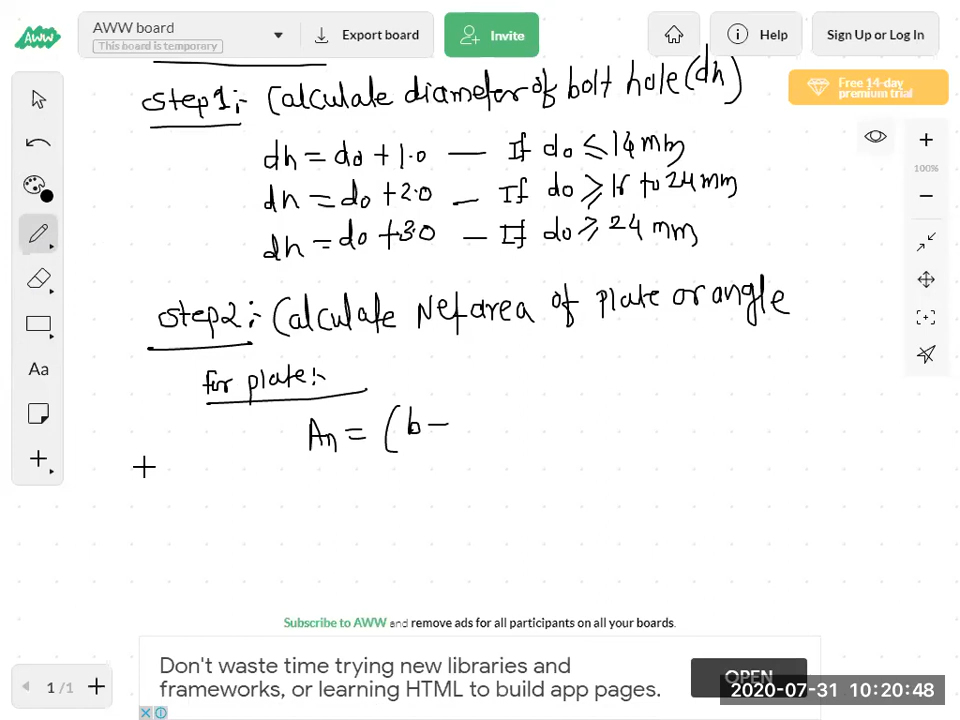 AWW
AWW board
This board is temporary
Export board
Invite
Help
Sign Up or Log In
Free 14-day
premium trial
step1:- Calculate diameter of bolt hole (dh)
dh = do + 1.0 — If do ≤ 14 mm
dh = do + 2.0 — If do ≥ 16 to 24 mm
dh = do + 30 — If do ≥ 24 mm
100%
step2:- Calculate Net area of plate or angle
for plate:-
An = (b –
Aa
Subscribe to AWW and remove ads for all participants on all your boards.
Don't waste time trying new libraries and
frameworks, or learning HTML to build app pages.
OPEN
1 /1
2020-07-31 10:20:48